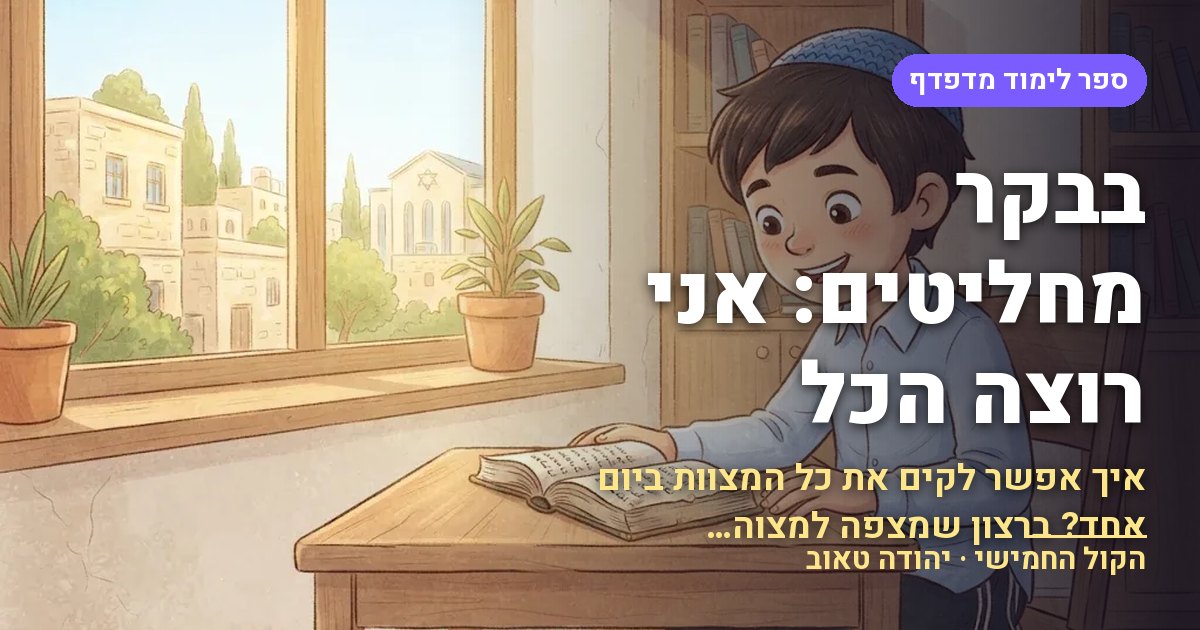 ספר לימוד מדפדף
בבקר
מחליטים: אני
רוצה הכל
איך אפשר לקים את כל המצוות ביום
אחד? ברצון שמצפה למצוה...
הקול החמישי · יהודה טאוב